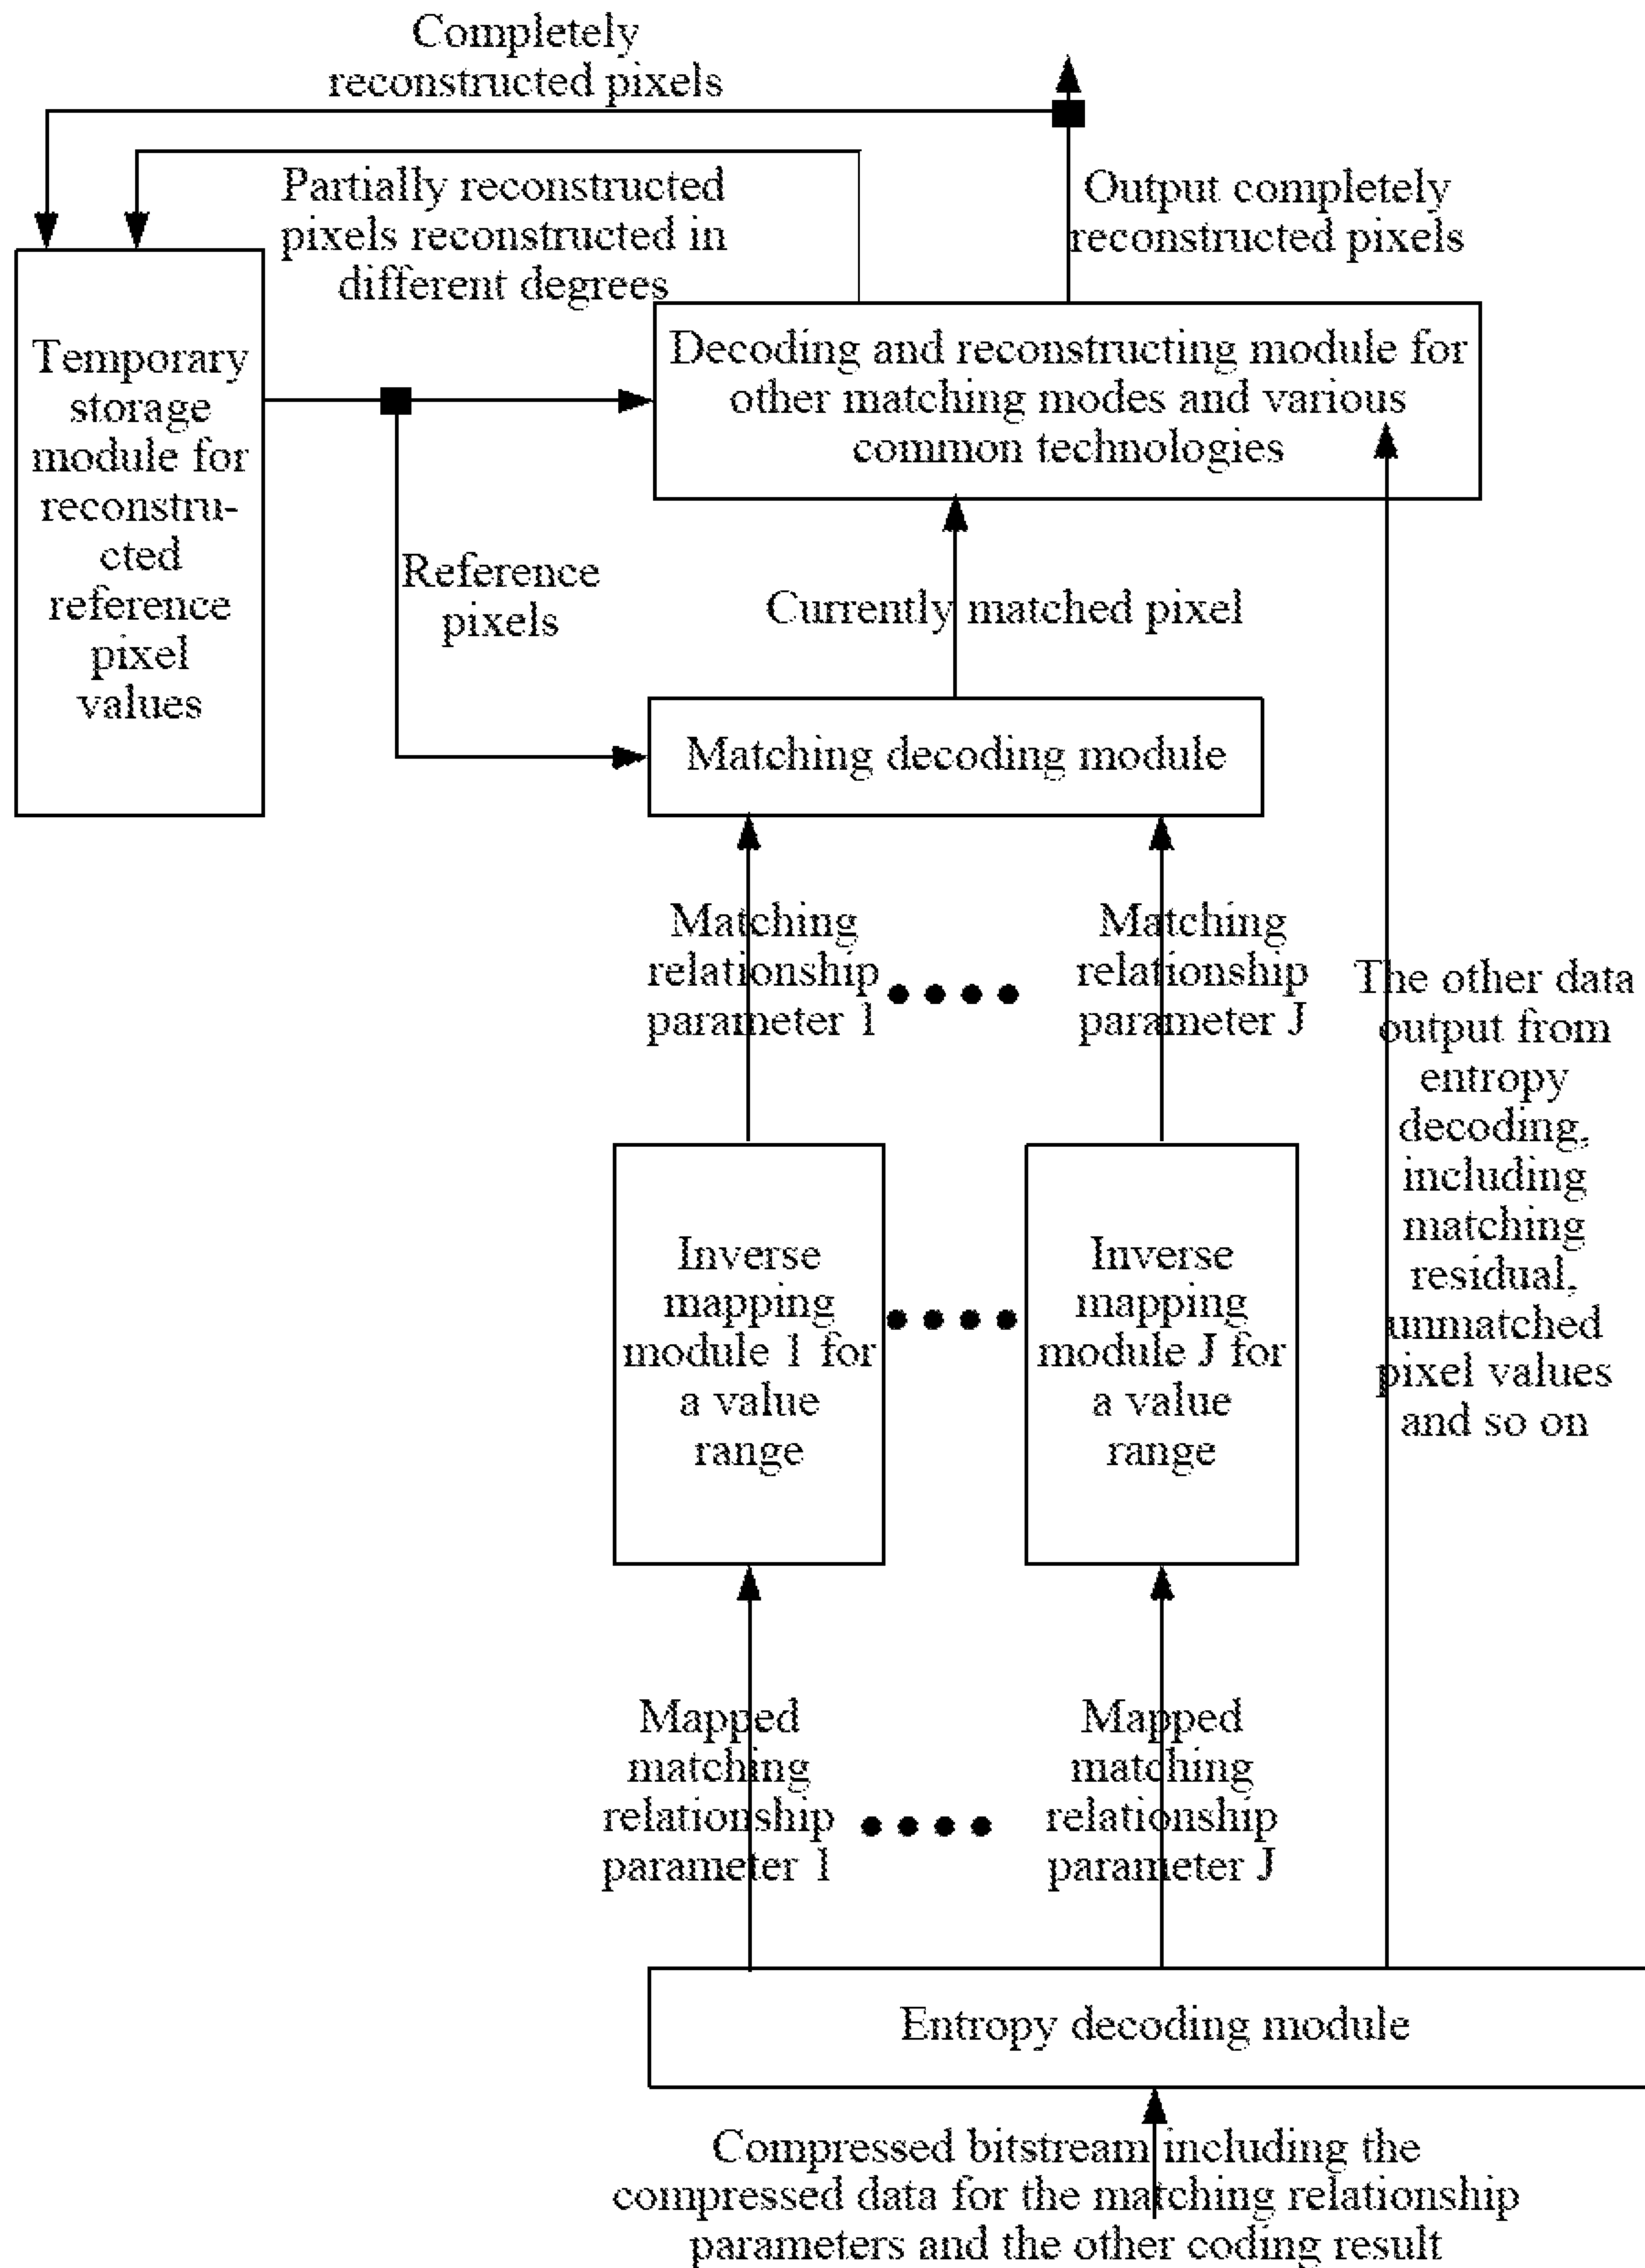 Completely
reconstructed pixels
Partially reconstructed
pixels reconstructed in
different degrees
Output completely
reconstructed pixels
Temporary
storage
module for
reconstru-
cted
reference
pixel
values
Decoding and reconstructing module for
other matching modes and various
common technologies
Reference
pixels
Currently matched pixel
Matching decoding module
Matching
relationship
parameter 1
Matching
relationship
parameter J
The other data
output from
entropy
decoding,
including
matching
residual,
unmatched
pixel values
and so on
Inverse
mapping
module 1 for
a value
range
Inverse
mapping
module J for
a value
range
Mapped
matching
relationship
parameter 1
Mapped
matching
relationship
parameter J
Entropy decoding module
Compressed bitstream including the
compressed data for the matching relationship
parameters and the other coding result